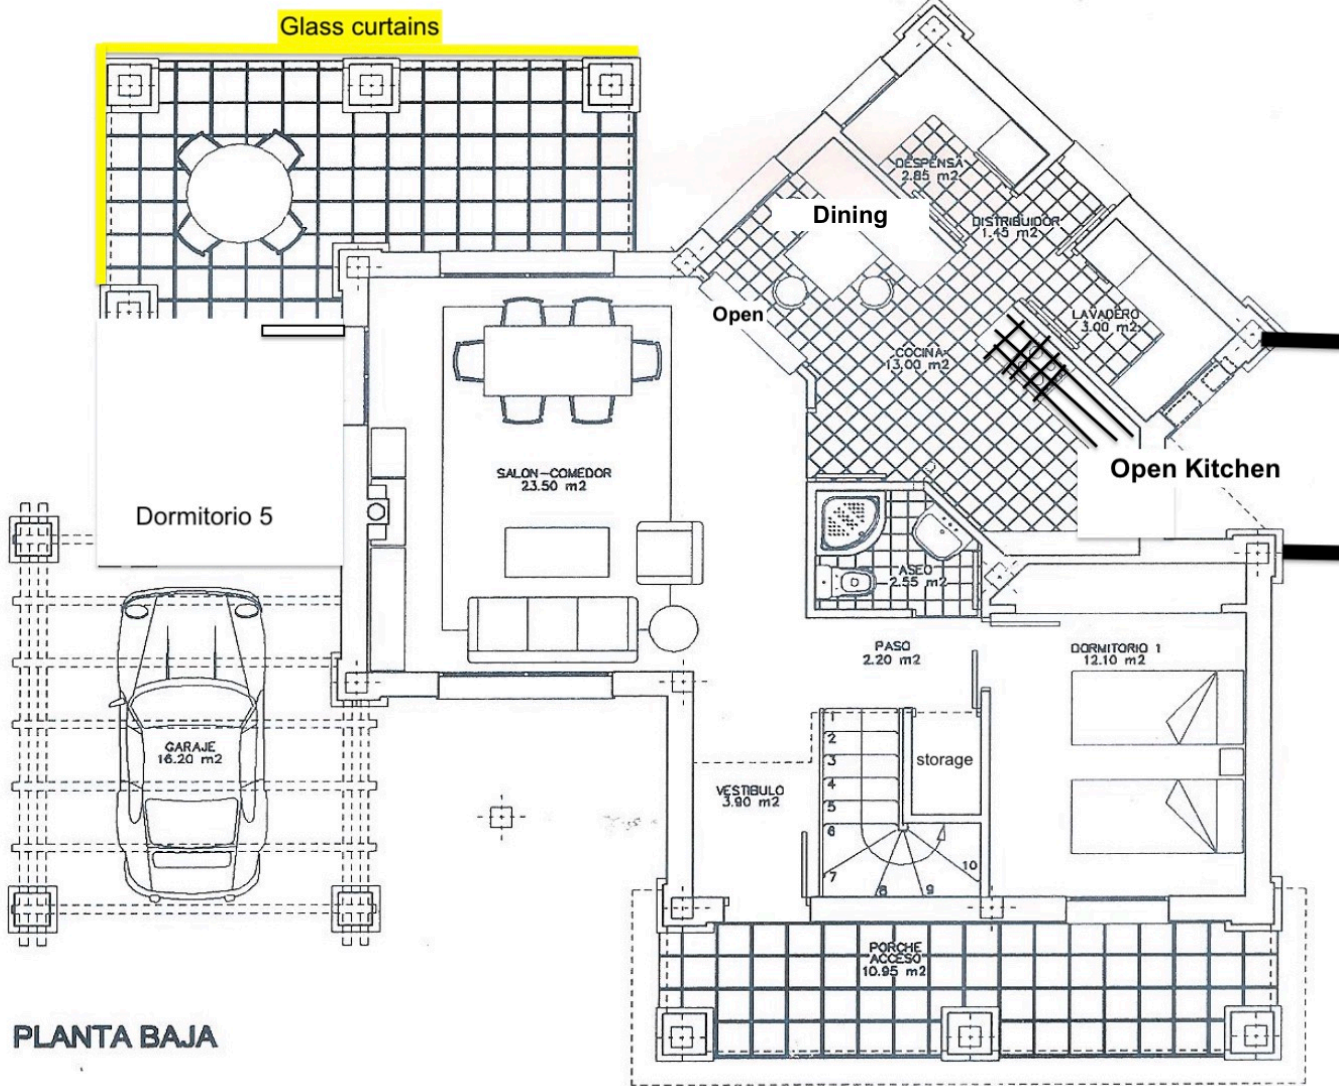 Glass curtains
DESPENSA
2.85 m2
Dining
DISTRIBUIDOR
1.45 m2
Open
LAVADERO
3.00 m2
COCINA
13.00 m2
Open Kitchen
SALON-COMEDOR
23.50 m2
Dormitorio 5
ASEO
2.55 m2
PASO
2.20 m2
DORMITORIO 1
12.10 m2
GARAJE
16.20 m2
storage
VESTIBULO
3.90 m2
1
2
3
4
5
6
7
8
9
10
PORCHE
ACCESO
10.95 m2
PLANTA BAJA